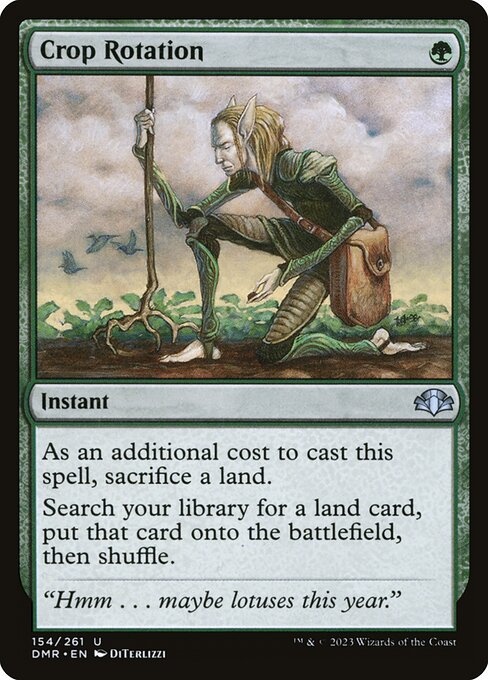 Crop Rotation
Instant
As an additional cost to cast this
spell, sacrifice a land.
Search your library for a land card,
put that card onto the battlefield,
then shuffle.
“Hmm . . . maybe lotuses this year.”
154/261 U
DMR • EN DiTerlizzi
™ & © 2023 Wizards of the Coast